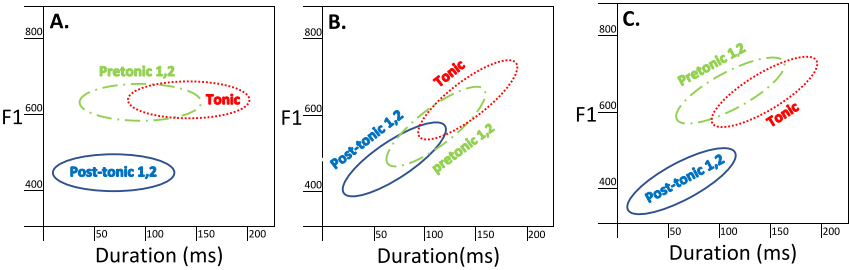 A.
800
Pretonic 1,2
Tonic
F1
600
Post-tonic 1,2
400
50
100
150
200
Duration (ms)
B.
800
Tonic
Post-tonic 1,2
F1
600
pretonic 1,2
400
50
100
150
200
Duration(ms)
C.
800
Pretonic 1,2
F1
600
Tonic
Post-tonic 1,2
400
50
100
150
200
Duration (ms)